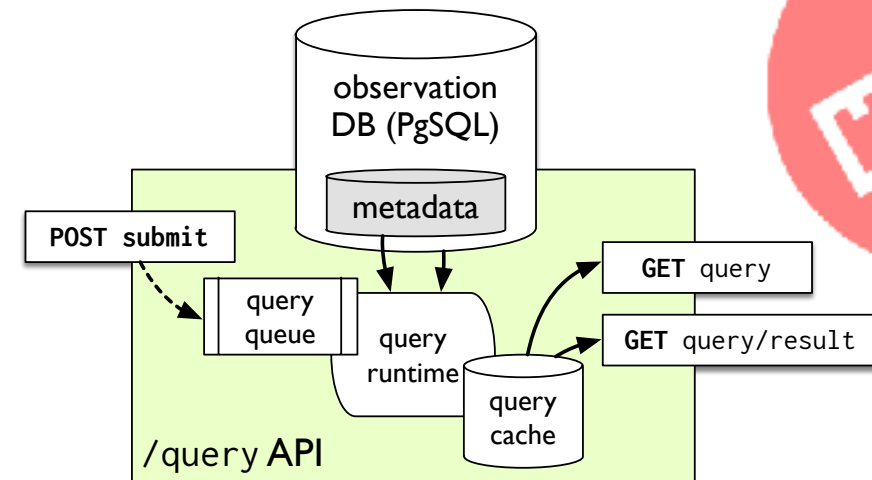 observation
DB (PgSQL)
metadata
POST submit
query
queue
query
runtime
query
cache
GET query
GET query/result
/query API